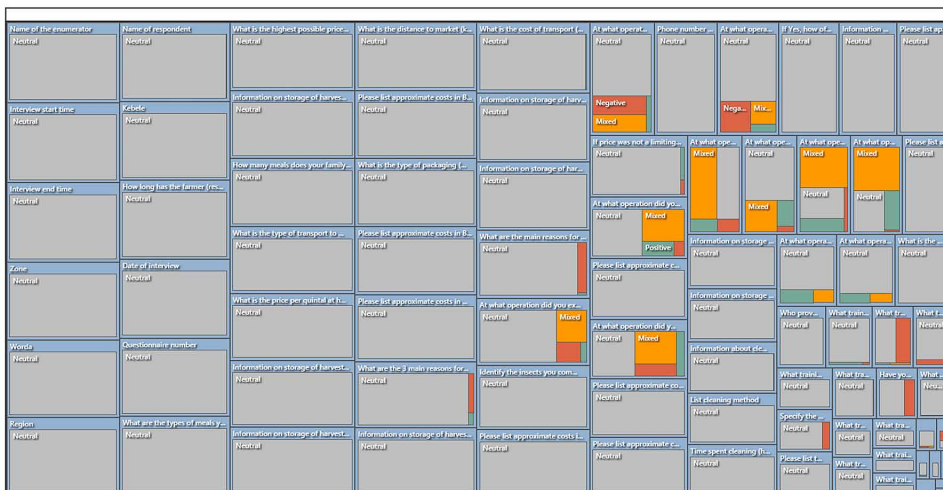 Name of the enumerator
Neutral
Interview start time
Neutral
Interview end time
Neutral
Zone
Neutral
Worda
Neutral
Region
Neutral
Name of respondent
Neutral
Kebele
Neutral
How long has the farmer (res...
Neutral
Date of interview
Neutral
Questionnaire number
Neutral
What are the types of meals y...
Neutral
What is the highest possible price...
Neutral
Information on storage of harvest...
Neutral
How many meals does your family...
Neutral
What is the type of transport to ...
Neutral
What is the price per quintal at h...
Neutral
Information on storage of harvest...
Neutral
Information on storage of harvest...
Neutral
What is the distance to market (k...
Neutral
Please list approximate costs in B...
Neutral
What is the type of packaging (...
Neutral
Please list approximate costs in B...
Neutral
Please list approximate costs in ...
Neutral
What are the 3 main reasons for...
Neutral
Information on storage of harves...
Neutral
What is the cost of transport (...
Neutral
Information on storage of harv...
Neutral
Information on storage of har...
Neutral
What are the main reasons for ...
Neutral
At what operation did you ex...
Neutral
Mixed
Identify the insects you com...
Neutral
Please list approximate costs i...
Neutral
At what operat...
Neutral
Negative
Mixed
Phone number ...
Neutral
At what opera...
Neutral
Nega...
Mix...
If Yes, how of...
Neutral
Information ...
Neutral
Please list ap...
Neutral
If price was not a limiting...
Neutral
At what operation did yo...
Neutral
Mixed
Positive
Please list approximate c...
Neutral
At what operation did y...
Neutral
Mixed
Please list approximate co...
Neutral
Please list approximate c...
Neutral
At what ope...
Mixed
Neutral
At what ope...
Neutral
Mixed
At what ope...
Mixed
Neutral
At what op...
Mixed
Neutral
Please list a
Neutral
Information on storage ...
Neutral
Information on storage ...
Neutral
Information about cle...
Neutral
List cleaning method
Neutral
Time spent cleaning (h...
Neutral
At what opera...
Neutral
At what opera...
Neutral
What is the ...
Neutral
Who prov...
Neutral
What train...
Neutral
What tr...
Neutral
What t...
Neutral
What traini...
Neutral
What tra...
Neutral
Have yo...
Neutral
What
Neu...
Specify the ...
Neutral
What tr...
Neutral
What tra...
Neutral
Please list t...
Neutral
What tr...
Neutral
What trai...
Neutral
What trai...